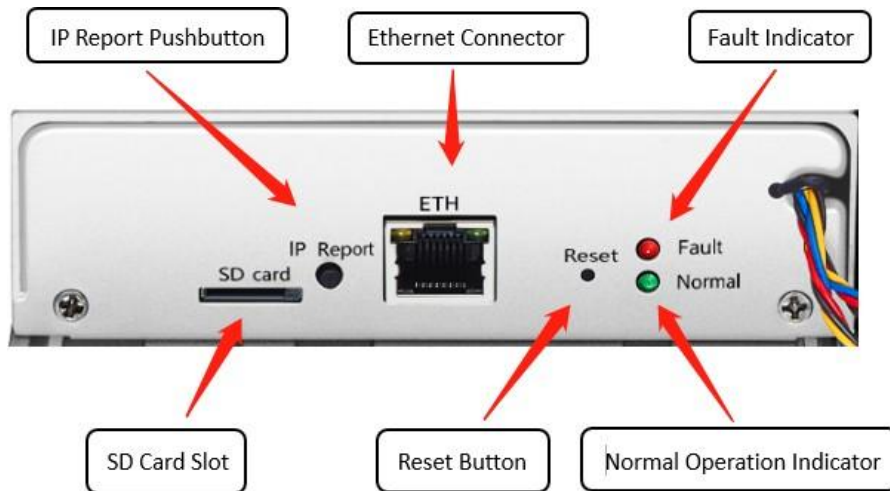 IP Report Pushbutton
Ethernet Connector
Fault Indicator
ETH
IP Report
SD card
Reset
Fault
Normal
SD Card Slot
Reset Button
Normal Operation Indicator